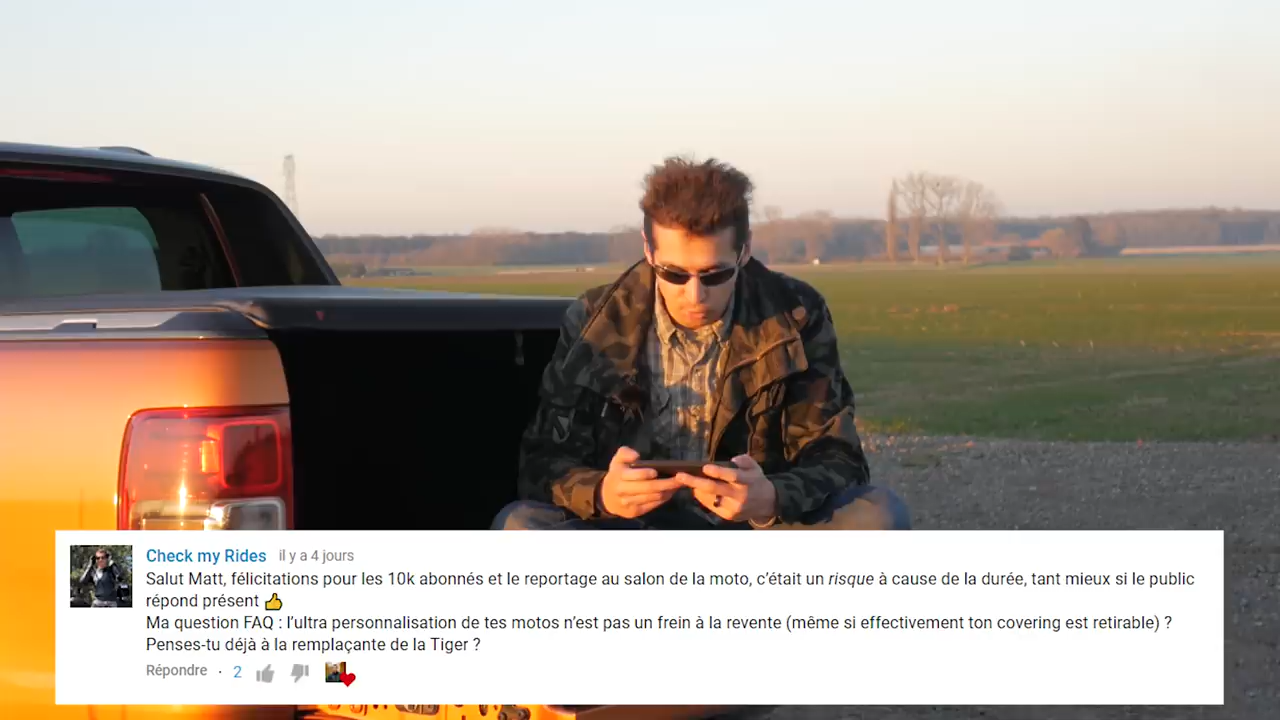 Check my Rides il y a 4 jours
Salut Matt, félicitations pour les 10k abonnés et le reportage au salon de la moto, c’était un risque à cause de la durée, tant mieux si le public
répond présent 👍
Ma question FAQ : l’ultra personnalisation de tes motos n’est pas un frein à la revente (même si effectivement ton covering est retirable) ?
Penses-tu déjà à la remplaçante de la Tiger ?
Répondre · 2